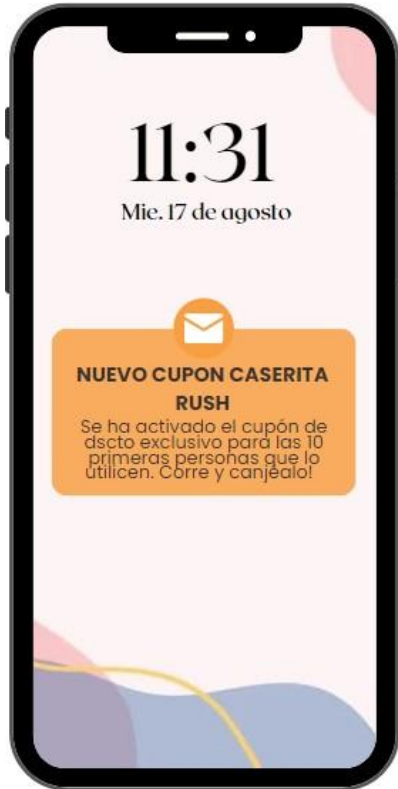 11:31
Mie. 17 de agosto
NUEVO CUPON CASERITA
RUSH
Se ha activado el cupón de
dscto exclusivo para las 10
primeras personas que lo
utilicen. Corre y canjéalo!